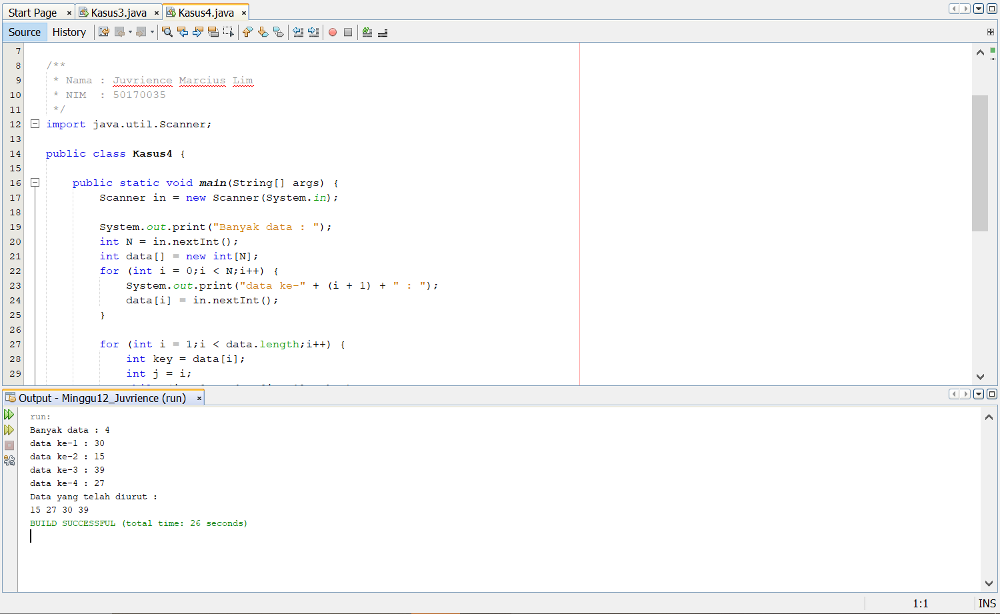 Start Page × Kasus3.java × Kasus4.java ×
Source History
7
8 /**
9 * Nama : Juvrience Marcius Lim
10 * NIM : 50170035
11 */
12 import java.util.Scanner;
13
14 public class Kasus4 {
15
16 public static void main(String[] args) {
17 Scanner in = new Scanner(System.in);
18
19 System.out.print("Banyak data : ");
20 int N = in.nextInt();
21 int data[] = new int[N];
22 for (int i = 0;i < N;i++) {
23 System.out.print("data ke-" + (i + 1) + " : ");
24 data[i] = in.nextInt();
25 }
26
27 for (int i = 1;i < data.length;i++) {
28 int key = data[i];
29 int j = i;
Output - Minggu12_Juvrience (run) ×
run:
Banyak data : 4
data ke-1 : 30
data ke-2 : 15
data ke-3 : 39
data ke-4 : 27
Data yang telah diurut :
15 27 30 39
BUILD SUCCESSFUL (total time: 26 seconds)
1:1 INS